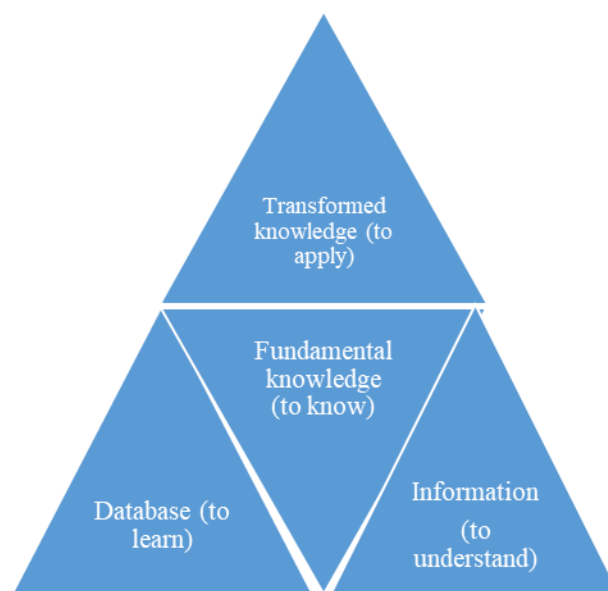 Transformed
knowledge (to
apply)
Fundamental
knowledge
(to know)
Database (to
learn)
Information
(to
understand)